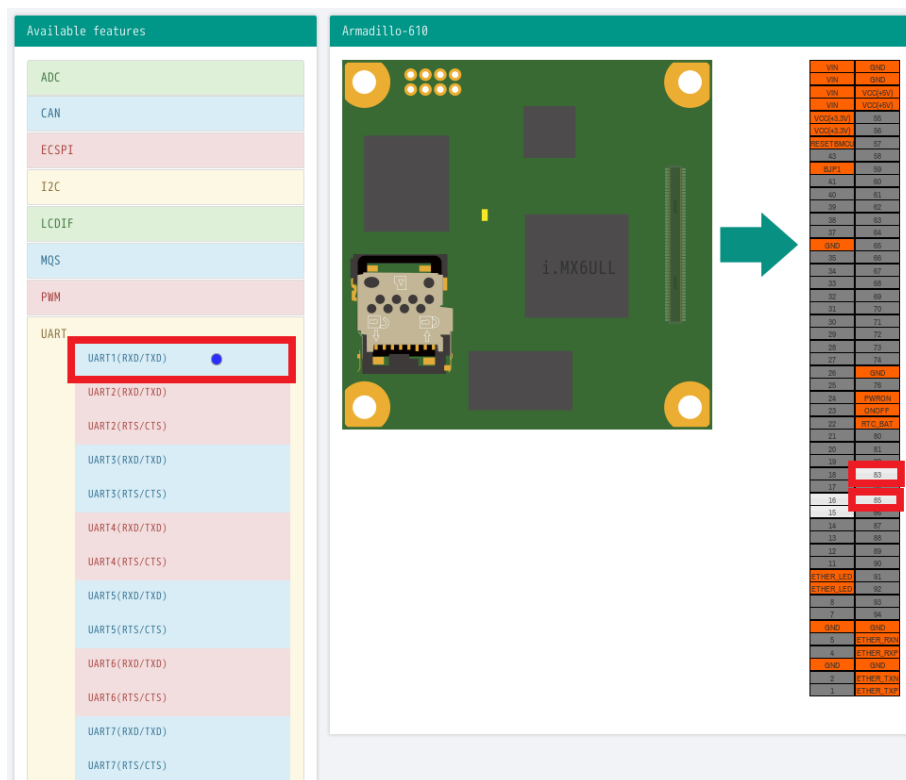 Available features
ADC
CAN
ECSPI
I2C
LCDIF
MQS
PWM
UART
UART1(RXD/TXD)
UART2(RXD/TXD)
UART2(RTS/CTS)
UART3(RXD/TXD)
UART3(RTS/CTS)
UART4(RXD/TXD)
UART4(RTS/CTS)
UART5(RXD/TXD)
UART5(RTS/CTS)
UART6(RXD/TXD)
UART6(RTS/CTS)
UART7(RXD/TXD)
UART7(RTS/CTS)
Armadillo-610
i.MX6ULL
VIN GND
VIN GND
VIN VCC(+5V)
VIN VCC(+5V)
VCC(+3.3V) 55
VCC(+3.3V) 56
RESETBMCU 57
43 58
BJP1 59
41 60
40 61
39 62
38 63
37 64
GND 65
35 66
34 67
33 68
32 69
31 70
30 71
29 72
28 73
27 74
26 GND
25 76
24 PWRON
23 ONOFF
22 RTC_BAT
21 80
20 81
19
18 83
17
16 85
15
14 87
13 88
12 89
11 90
ETHER_LED 91
ETHER_LED 92
8 93
7 94
GND GND
5 ETHER_RXN
4 ETHER_RXP
GND GND
2 ETHER_TXN
1 ETHER_TXP